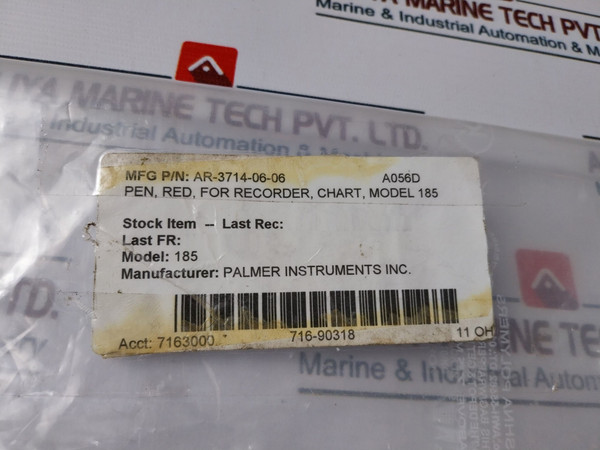 MARINE TECH PVT.
Marine & Industrial Automation &
MARINE TECH PVT. LTD.
Industrial Automation &
MFG P/N: AR-3714-06-06 A056D
PEN, RED, FOR RECORDER, CHART, MODEL 185
Stock Item -- Last Rec:
Last FR:
Model: 185
Manufacturer: PALMER INSTRUMENTS INC.
Acct: 7163000 716-90318 11 OH
TD.
MARINE TECH
Marine & Industrial Autom